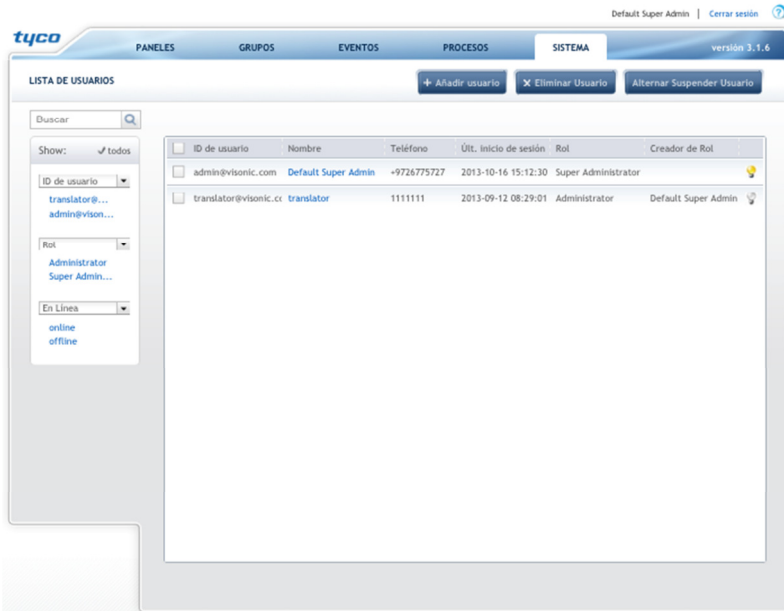 Default Super Admin | Cerrar sesión ?
tyco
PANELES GRUPOS EVENTOS PROCESOS SISTEMA versión 3.1.6
LISTA DE USUARIOS + Añadir usuario X Eliminar Usuario Alternar Suspender Usuario
Buscar
Show: ✓ todos
ID de usuario
translator@...
admin@vison...
Rol
Administrator
Super Admin...
En Línea
online
offline
ID de usuario Nombre Teléfono Últ. inicio de sesión Rol Creador de Rol
admin@visonic.com Default Super Admin +9726775727 2013-10-16 15:12:30 Super Administrator
translator@visonic.cc translator 1111111 2013-09-12 08:29:01 Administrator Default Super Admin